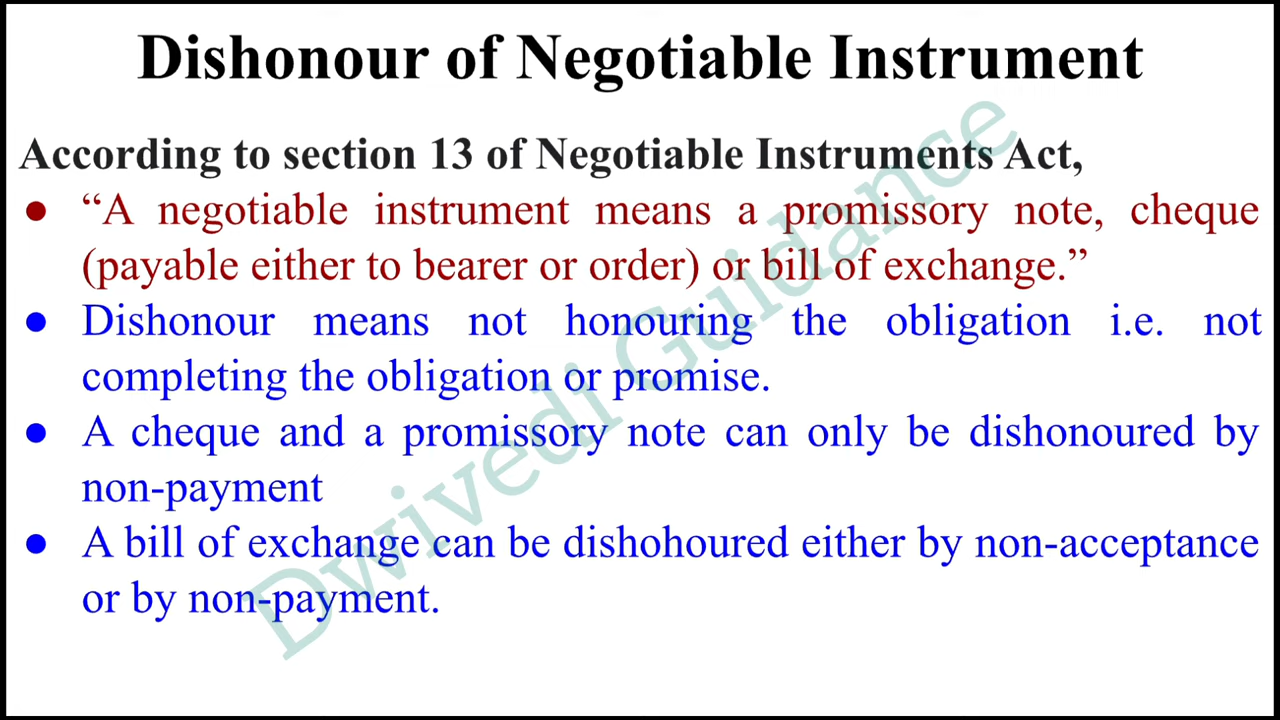 Dishonour of Negotiable Instrument
According to section 13 of Negotiable Instruments Act,
● “A negotiable instrument means a promissory note, cheque
(payable either to bearer or order) or bill of exchange.”
● Dishonour means not honouring the obligation i.e. not
completing the obligation or promise.
● A cheque and a promissory note can only be dishonoured by
non-payment
● A bill of exchange can be dishohoured either by non-acceptance
or by non-payment.
Dwivedi Guidance